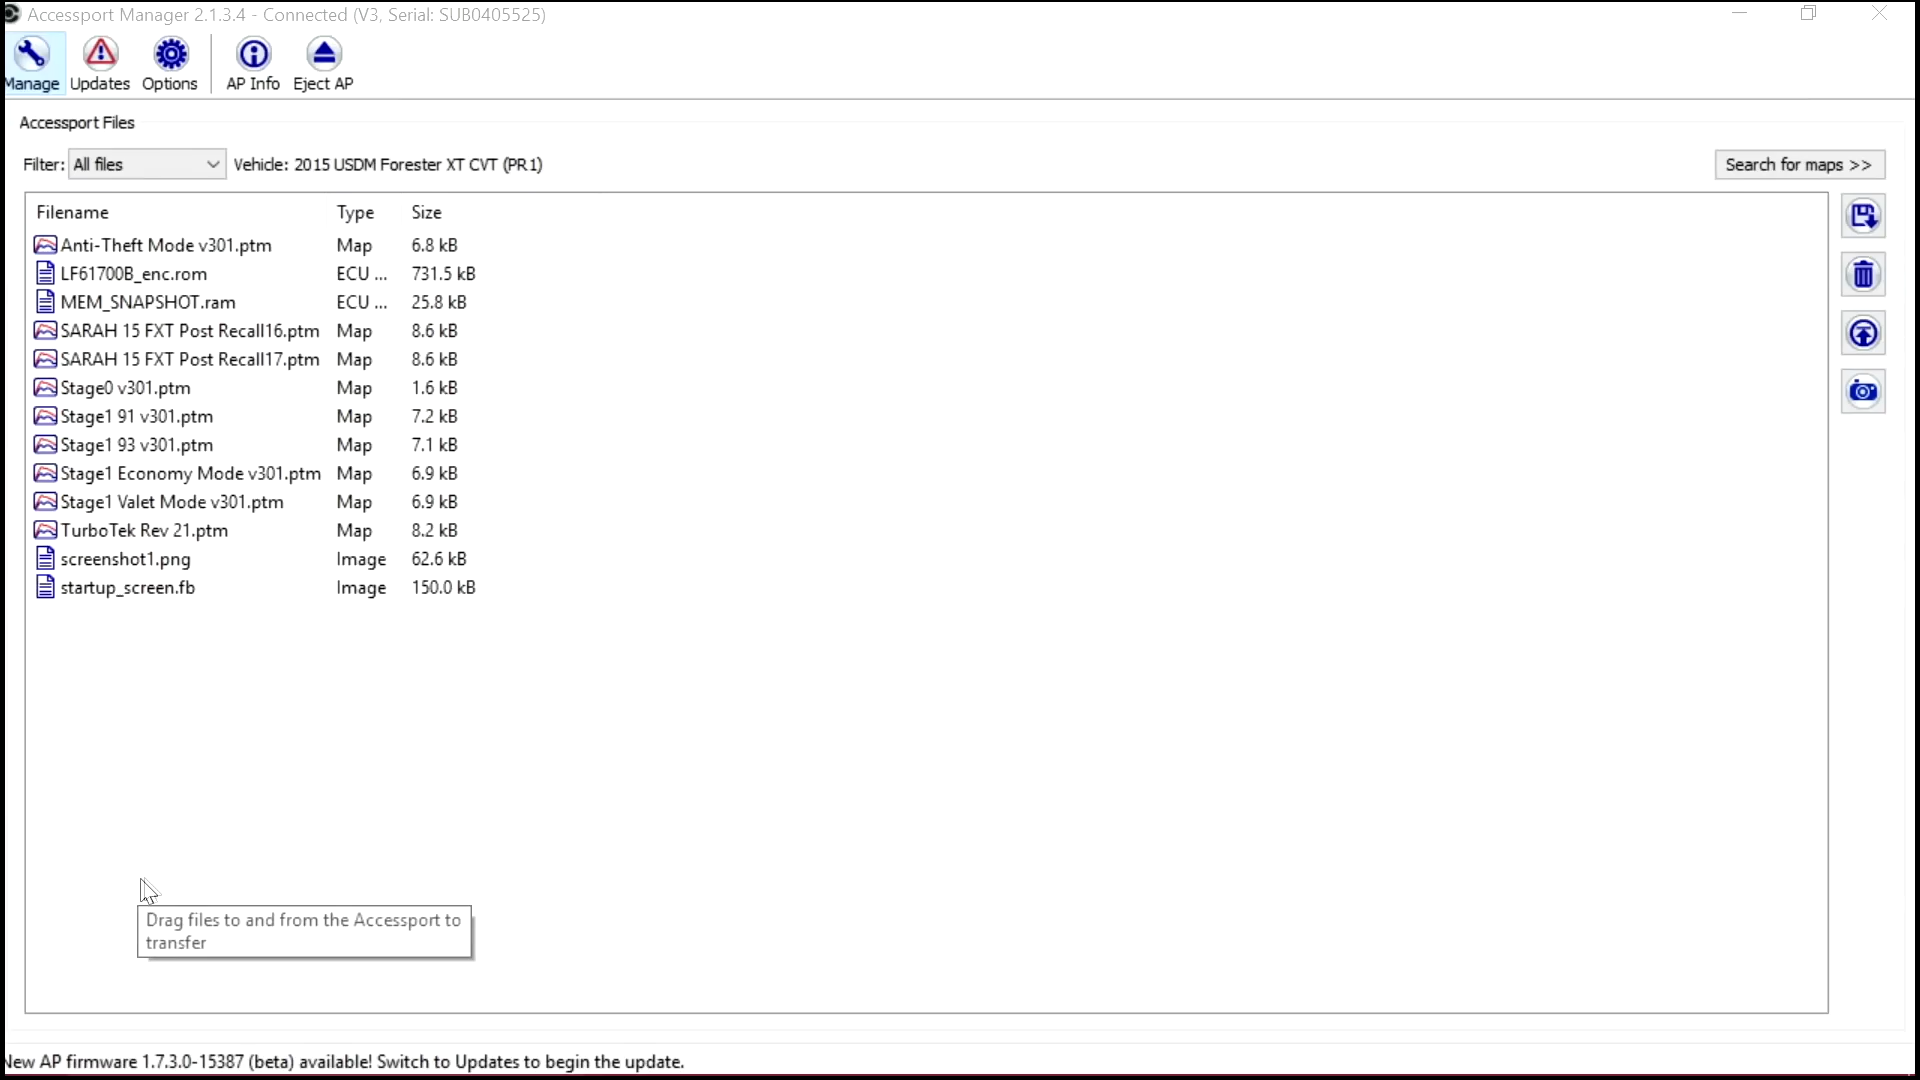 Accessport Manager 2.1.3.4 - Connected (V3, Serial: SUB0405525)
Manage Updates Options AP Info Eject AP
Accessport Files
Filter: All files Vehicle: 2015 USDM Forester XT CVT (PR1) Search for maps >>
Filename Type Size
Anti-Theft Mode v301.ptm Map 6.8 kB
LF61700B_enc.rom ECU ... 731.5 kB
MEM_SNAPSHOT.ram ECU ... 25.8 kB
SARAH 15 FXT Post Recall16.ptm Map 8.6 kB
SARAH 15 FXT Post Recall17.ptm Map 8.6 kB
Stage0 v301.ptm Map 1.6 kB
Stage1 91 v301.ptm Map 7.2 kB
Stage1 93 v301.ptm Map 7.1 kB
Stage1 Economy Mode v301.ptm Map 6.9 kB
Stage1 Valet Mode v301.ptm Map 6.9 kB
TurboTek Rev 21.ptm Map 8.2 kB
screenshot1.png Image 62.6 kB
startup_screen.fb Image 150.0 kB
Drag files to and from the Accessport to
transfer
New AP firmware 1.7.3.0-15387 (beta) available! Switch to Updates to begin the update.